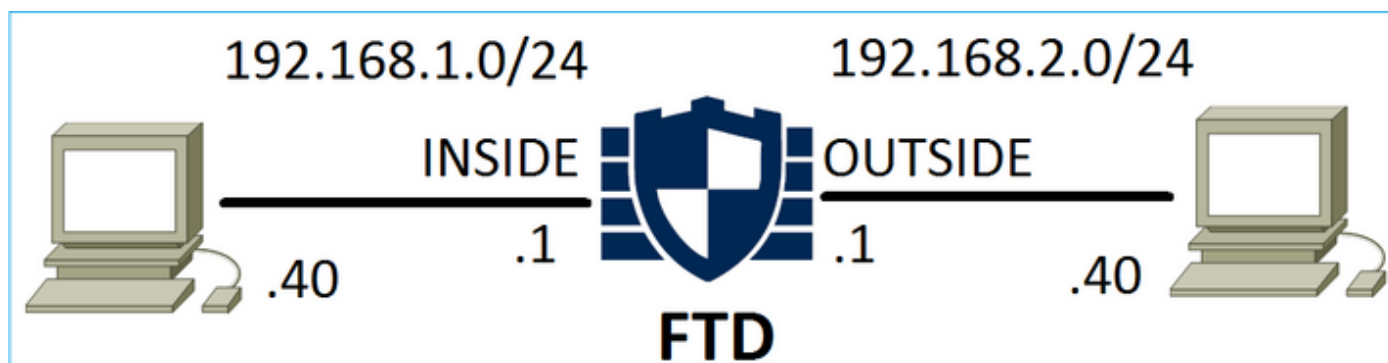 192.168.1.0/24
192.168.2.0/24
INSIDE
OUTSIDE
.40
.1
.1
.40
FTD